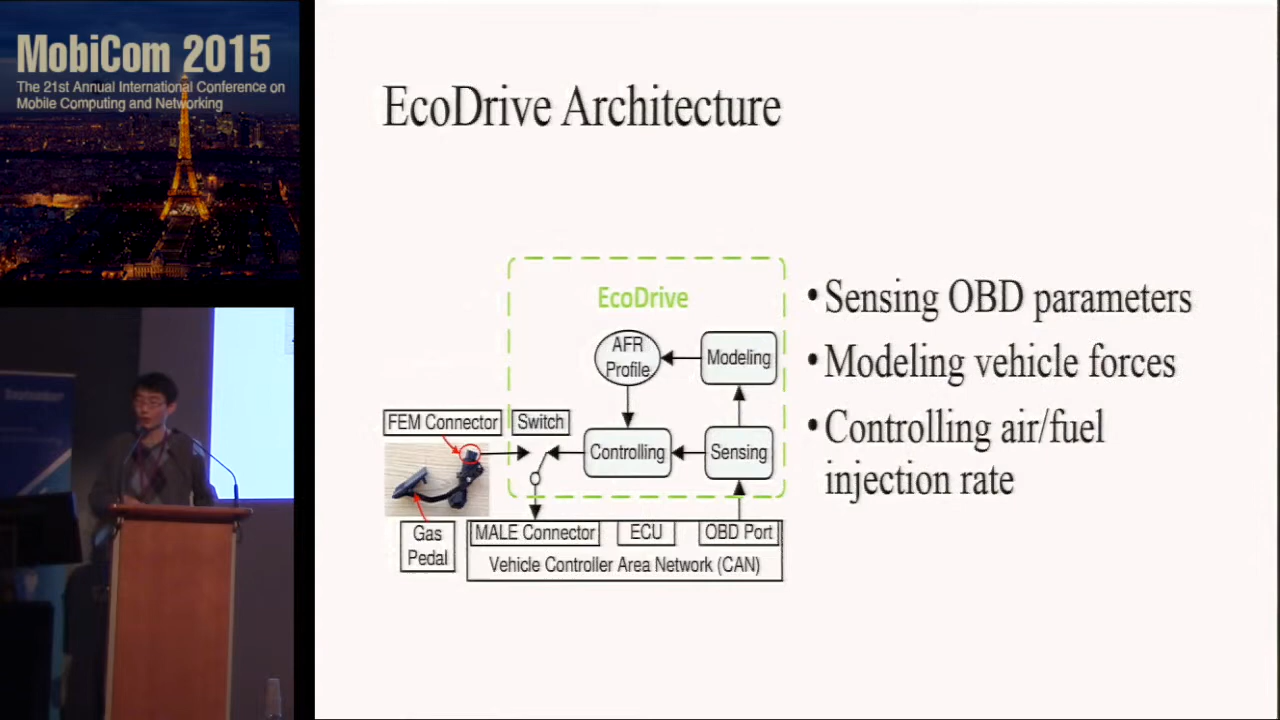 MobiCom 2015
The 21st Annual International Conference on
Mobile Computing and Networking
EcoDrive Architecture
EcoDrive
AFR
Profile
Modeling
FEM Connector
Switch
Controlling
Sensing
Gas
Pedal
MALE Connector
ECU
OBD Port
Vehicle Controller Area Network (CAN)
• Sensing OBD parameters
• Modeling vehicle forces
• Controlling air/fuel
injection rate